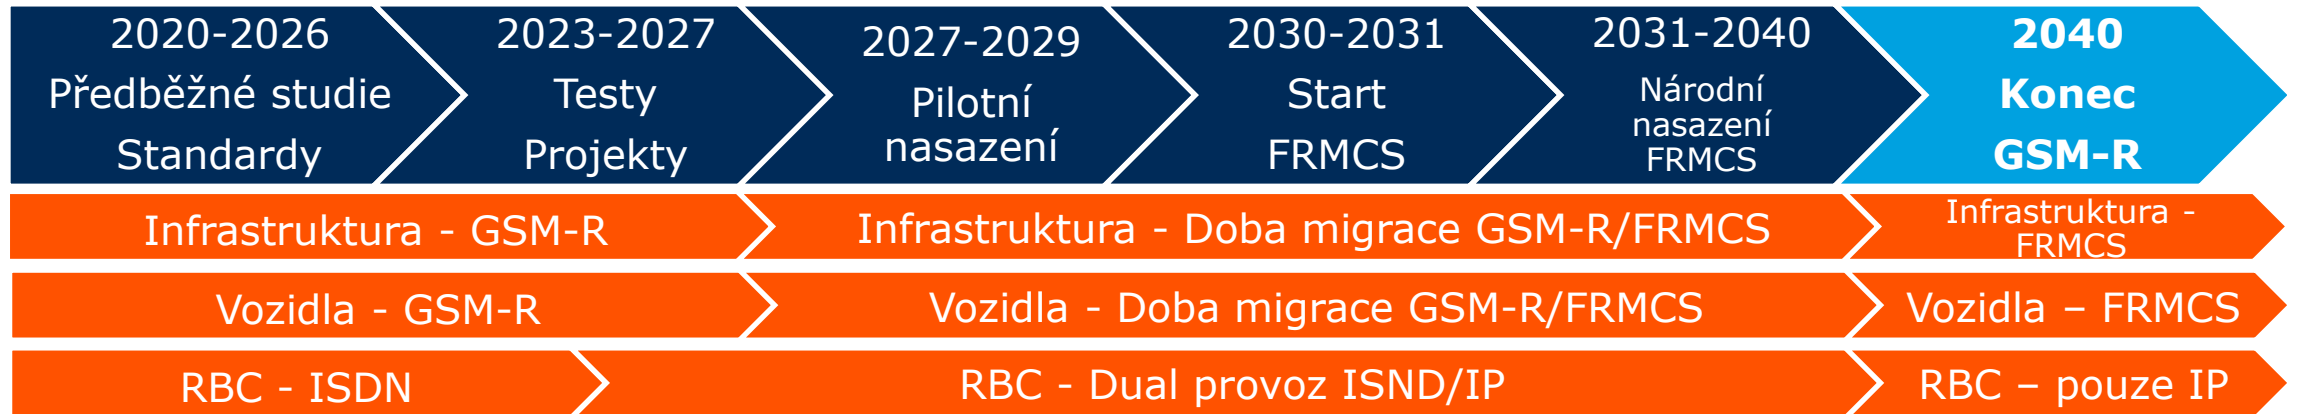 2020-2026
Předběžné studie
Standardy
2023-2027
Testy
Projekty
2027-2029
Pilotní
nasazení
2030-2031
Start
FRMCS
2031-2040
Národní
nasazení
FRMCS
2040
Konec
GSM-R
Infrastruktura - GSM-R
Infrastruktura - Doba migrace GSM-R/FRMCS
Infrastruktura -
FRMCS
Vozidla - GSM-R
Vozidla - Doba migrace GSM-R/FRMCS
Vozidla – FRMCS
RBC - ISDN
RBC - Dual provoz ISND/IP
RBC – pouze IP